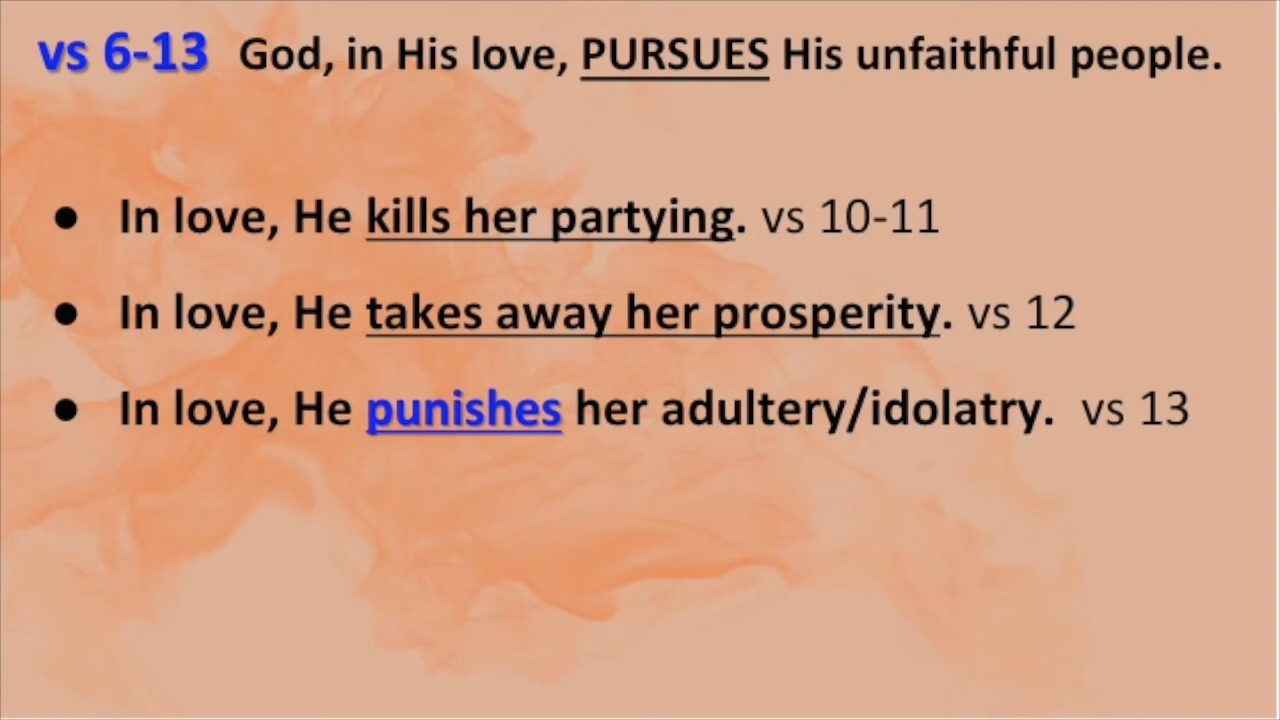 vs 6-13 God, in His love, PURSUES His unfaithful people.
● In love, He kills her partying. vs 10-11
● In love, He takes away her prosperity. vs 12
● In love, He punishes her adultery/idolatry. vs 13